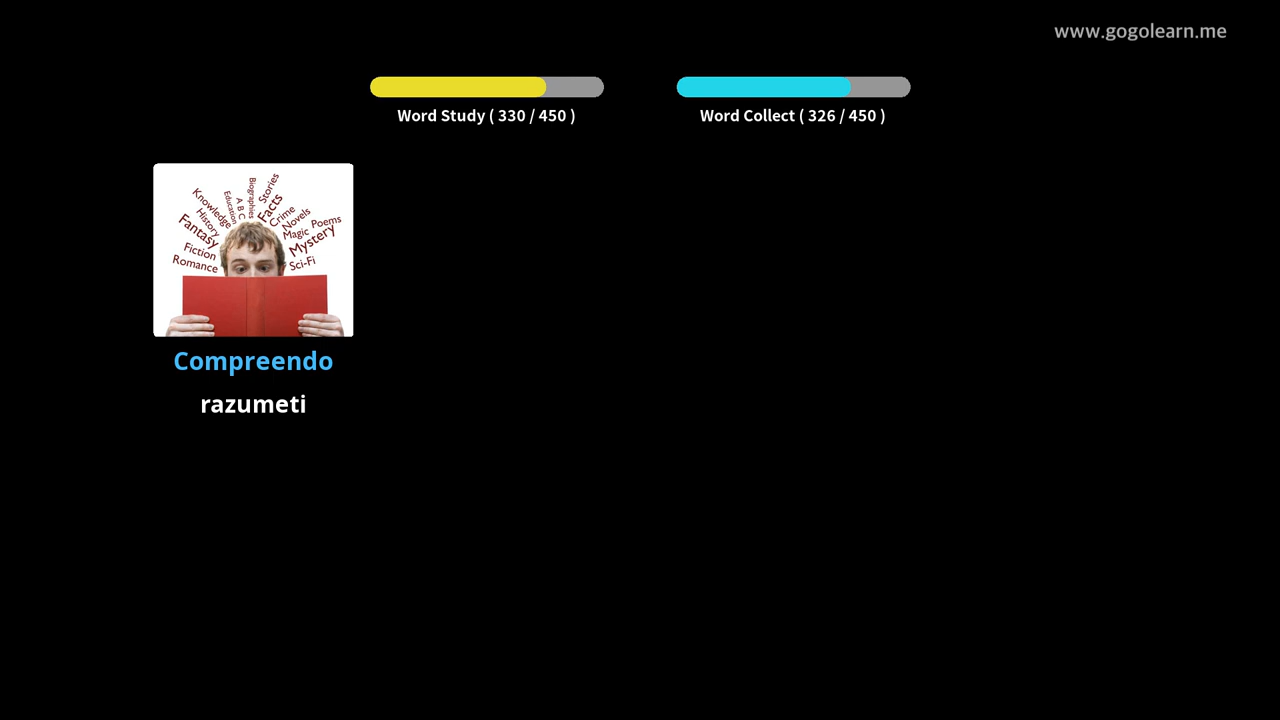 www.gogolearn.me
Word Study ( 330 / 450 )
Word Collect ( 326 / 450 )
Stories
Biographies
A B C
Education
Knowledge
Facts
Crime
History
Novels
Poems
Fantasy
Magic
Mystery
Fiction
Romance
Sci-Fi
Compreendo
razumeti